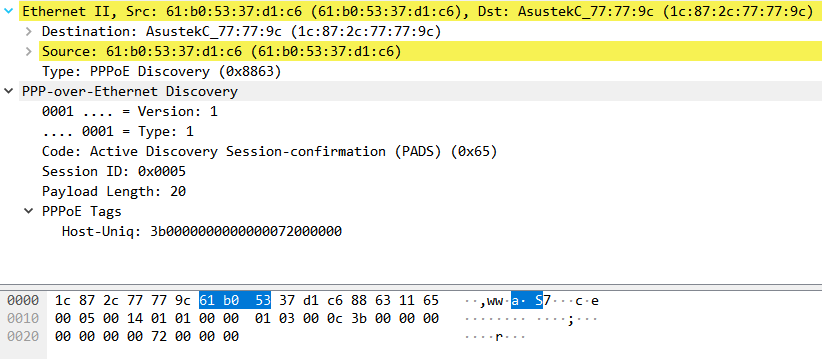 Ethernet II, Src: 61:b0:53:37:d1:c6 (61:b0:53:37:d1:c6), Dst: AsustekC_77:77:9c (1c:87:2c:77:77:9c)
Destination: AsustekC_77:77:9c (1c:87:2c:77:77:9c)
Source: 61:b0:53:37:d1:c6 (61:b0:53:37:d1:c6)
Type: PPPoE Discovery (0x8863)
PPP-over-Ethernet Discovery
0001 .... = Version: 1
.... 0001 = Type: 1
Code: Active Discovery Session-confirmation (PADS) (0x65)
Session ID: 0x0005
Payload Length: 20
PPPoE Tags
Host-Uniq: 3b0000000000000072000000
0000 1c 87 2c 77 77 9c 61 b0 53 37 d1 c6 88 63 11 65 ··,ww·a· S7···c·e
0010 00 05 00 14 01 01 00 00 01 03 00 0c 3b 00 00 00 ········ ····;···
0020 00 00 00 00 72 00 00 00 ····r···